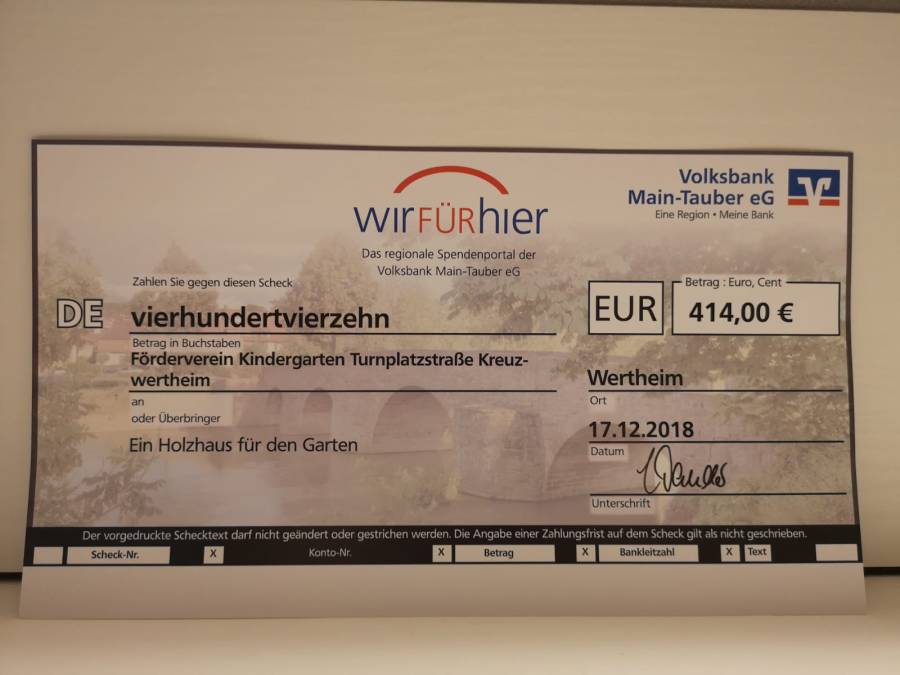 Volksbank
Main-Tauber eG
Eine Region • Meine Bank
wirFÜRhier
Das regionale Spendenportal der
Volksbank Main-Tauber eG
Zahlen Sie gegen diesen Scheck
DE
vierhundertvierzehn
EUR
Betrag : Euro, Cent
414,00 €
Betrag in Buchstaben
Förderverein Kindergarten Turnplatzstraße Kreuz-
wertheim
an
oder Überbringer
Ein Holzhaus für den Garten
Wertheim
Ort
17.12.2018
Datum
Unterschrift
Der vorgedruckte Schecktext darf nicht geändert oder gestrichen werden. Die Angabe einer Zahlungsfrist auf dem Scheck gilt als nicht geschrieben.
Scheck-Nr. X Konto-Nr. X Betrag X Bankleitzahl X Text